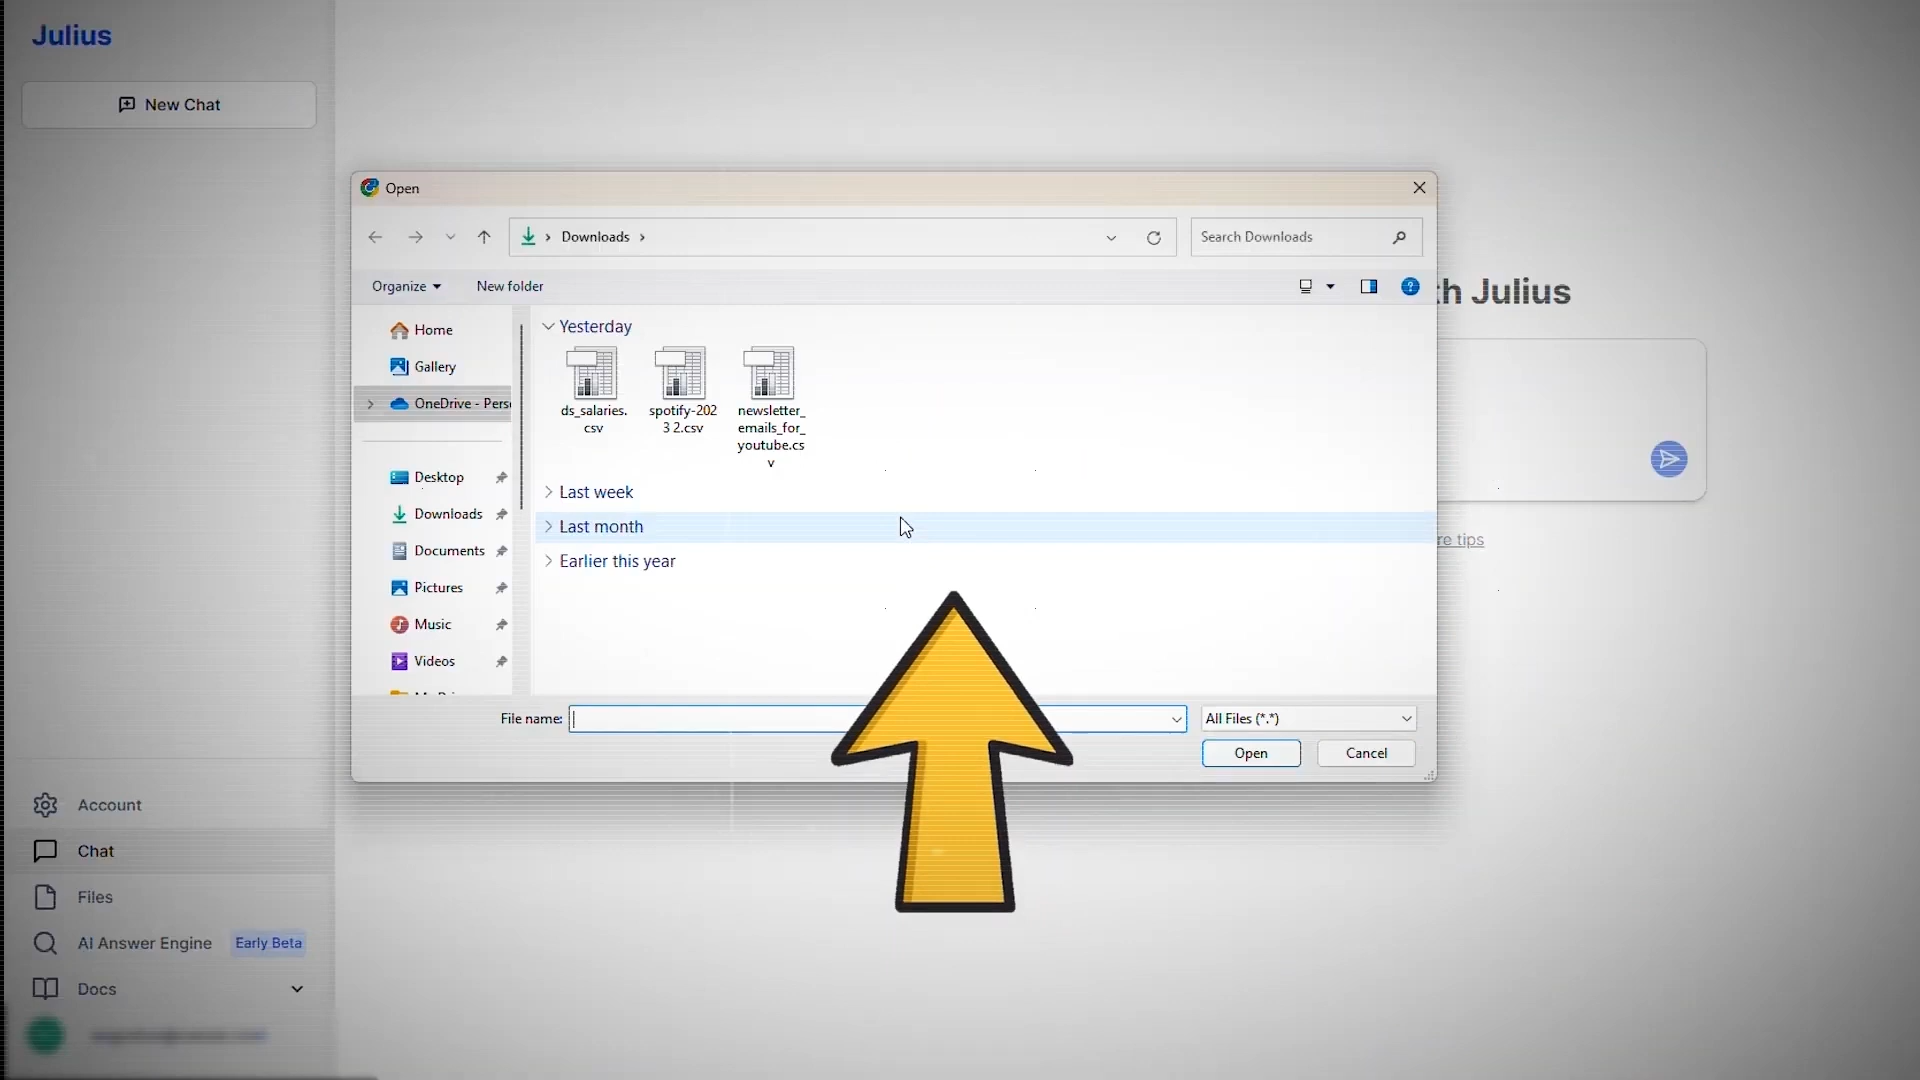 Julius
New Chat
Open
Downloads
Search Downloads
Organize
New folder
th Julius
Home
Gallery
OneDrive - Pers
Desktop
Downloads
Documents
Pictures
Music
Videos
Yesterday
ds_salaries.
csv
spotify-202
3 2.csv
newsletter_
emails_for_
youtube.cs
v
Last week
Last month
Earlier this year
re tips
File name:
All Files (*.*)
Open
Cancel
Account
Chat
Files
AI Answer Engine
Early Beta
Docs